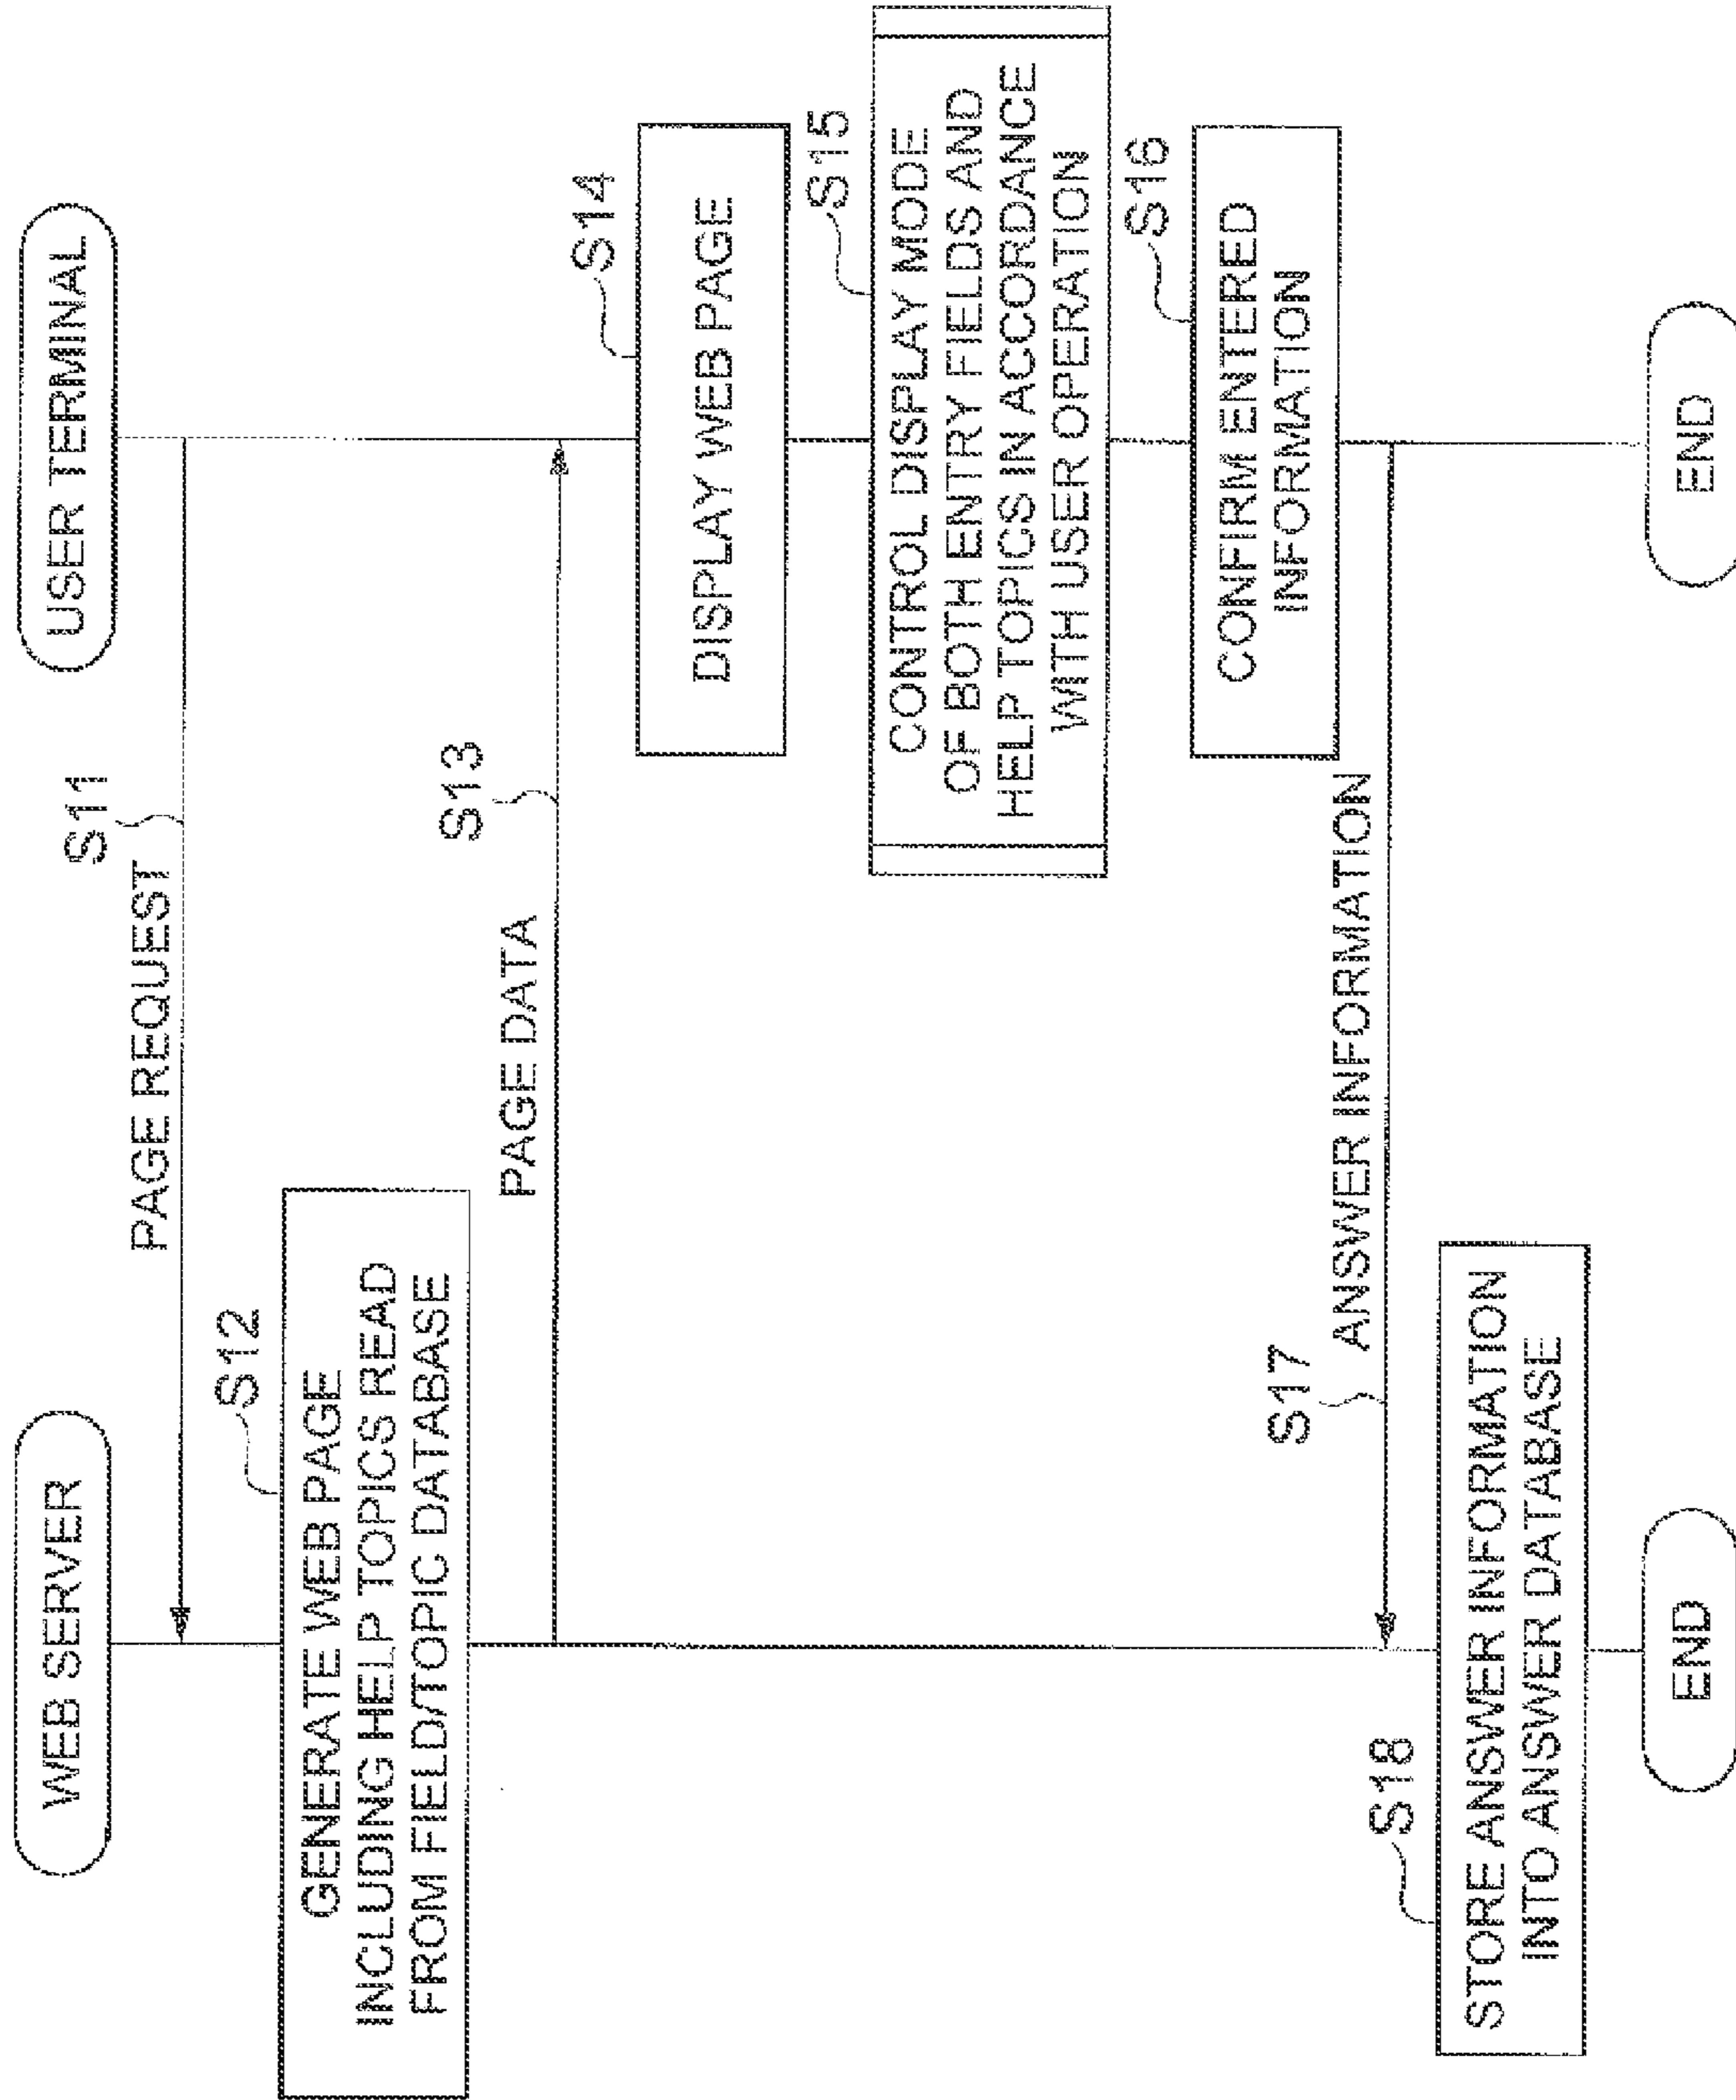 WEB SERVER
USER TERMINAL
S11
PAGE REQUEST
S12
GENERATE WEB PAGE
INCLUDING HELP TOPICS READ
FROM FIELD/TOPIC DATABASE
S13
PAGE DATA
S14
DISPLAY WEB PAGE
S15
CONTROL DISPLAY MODE
OF BOTH ENTRY FIELDS AND
HELP TOPICS IN ACCORDANCE
WITH USER OPERATION
S16
CONFIRM ENTERED
INFORMATION
S17
ANSWER INFORMATION
S18
STORE ANSWER INFORMATION
INTO ANSWER DATABASE
END
END